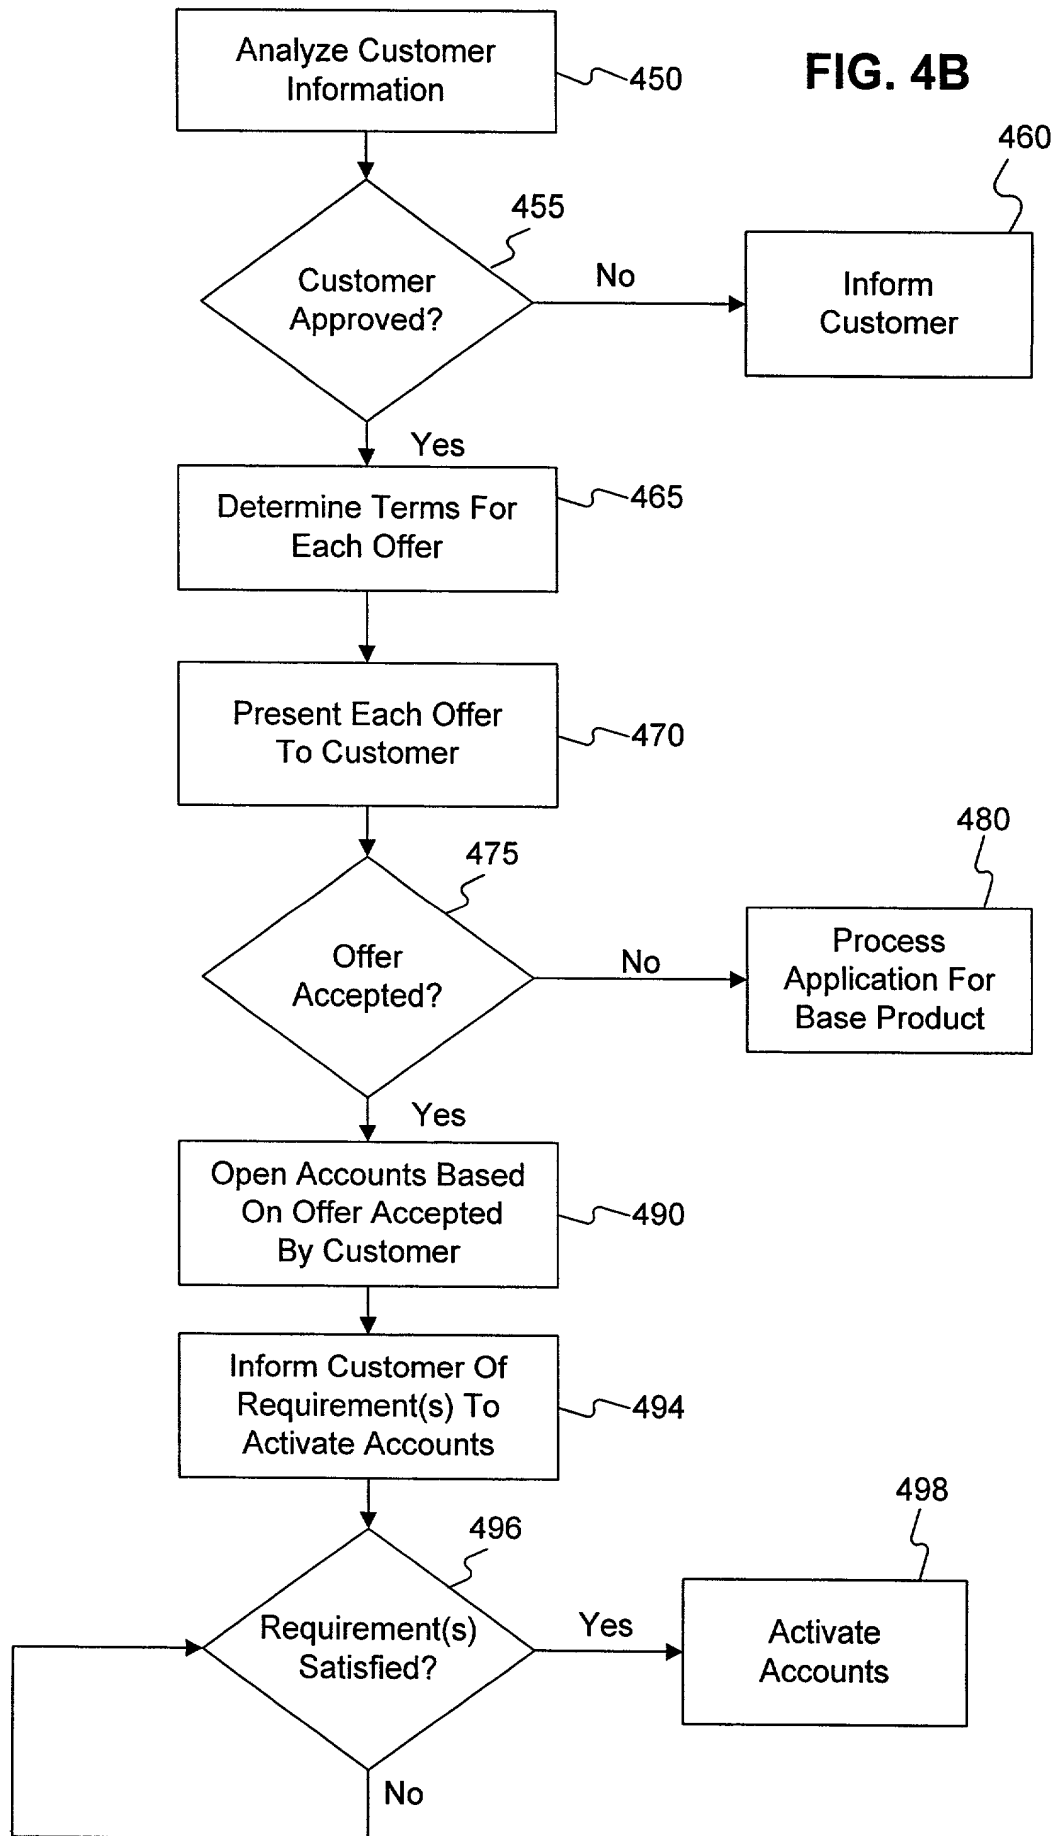 Analyze Customer
Information
450
FIG. 4B
460
455
Customer
Approved?
No
Inform
Customer
Yes
Determine Terms For
Each Offer
465
Present Each Offer
To Customer
470
480
475
Offer
Accepted?
No
Process
Application For
Base Product
Yes
Open Accounts Based
On Offer Accepted
By Customer
490
Inform Customer Of
Requirement(s) To
Activate Accounts
494
498
496
Requirement(s)
Satisfied?
Yes
Activate
Accounts
No